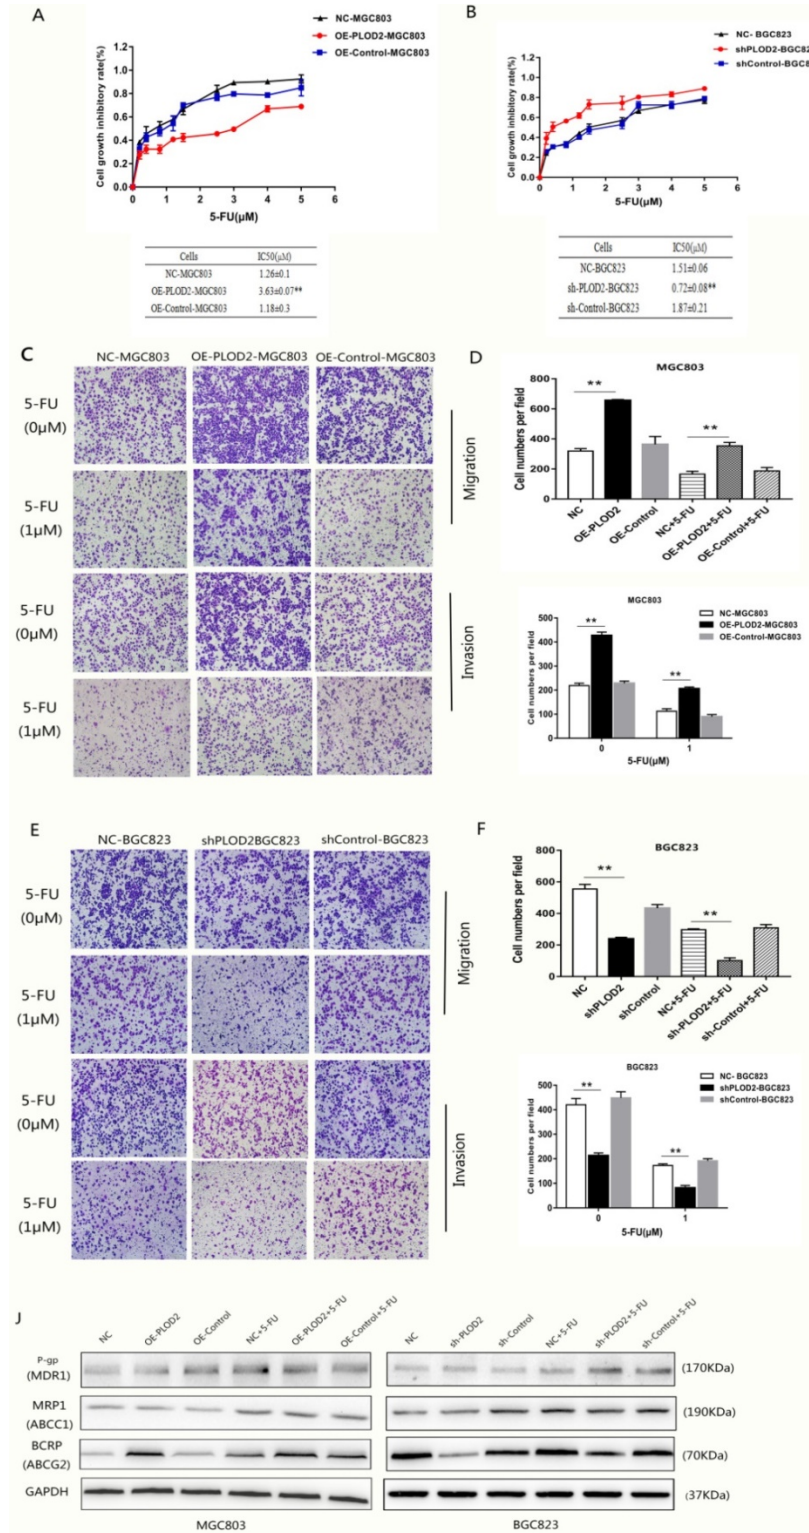 A
NC-MGC803
OE-PLOD2-MGC803
OE-Control-MGC803
Cell growth inhibitory rate(%)
1.2
1.0
0.8
0.6
0.4
0.2
0.0
0 1 2 3 4 5 6
5-FU(μM)
Cells IC50(μM)
NC-MGC803 1.26±0.1
OE-PLOD2-MGC803 3.63±0.07**
OE-Control-MGC803 1.18±0.3
B
NC- BGC823
shPLOD2-BGC82
shControl-BGC8
Cell growth inhibitory rate(%)
1.2
1.0
0.8
0.6
0.4
0.2
0.0
0 1 2 3 4 5 6
5-FU(μM)
Cells IC50(μM)
NC-BGC823 1.51±0.06
sh-PLOD2-BGC823 0.72±0.08**
sh-Control-BGC823 1.87±0.21
C
NC-MGC803 OE-PLOD2-MGC803 OE-Control-MGC803
5-FU
(0μM)
5-FU
(1μM)
Migration
5-FU
(0μM)
5-FU
(1μM)
Invasion
D
MGC803
Cell numbers per field
800
600
400
200
0
** **
NC OE-PLOD2 OE-Control NC+5-FU OE-PLOD2+5-FU OE-Control+5-FU
MGC803
NC-MGC803
OE-PLOD2-MGC803
OE-Control-MGC803
Cell numbers per field
500
400
300
200
100
0
** **
0 1
5-FU(μM)
E
NC-BGC823 shPLOD2BGC823 shControl-BGC823
5-FU
(0μM)
5-FU
(1μM)
Migration
5-FU
(0μM)
5-FU
(1μM)
Invasion
F
BGC823
Cell numbers per field
800
600
400
200
0
** **
NC shPLOD2 shControl NC+5-FU sh-PLOD2+5-FU sh-Control+5-FU
BGC823
NC- BGC823
shPLOD2-BGC823
shControl-BGC823
Cell numbers per field
500
400
300
200
100
0
** **
0 1
5-FU(μM)
J
NC OE-PLOD2 OE-Control NC+5-FU OE-PLOD2+5-FU OE-Control+5-FU NC sh-PLOD2 sh-Control NC+5-FU sh-PLOD2+5-FU sh-Control+5-FU
P-gp
(MDR1) (170KDa)
MRP1
(ABCC1) (190KDa)
BCRP
(ABCG2) (70KDa)
GAPDH (37KDa)
MGC803 BGC823